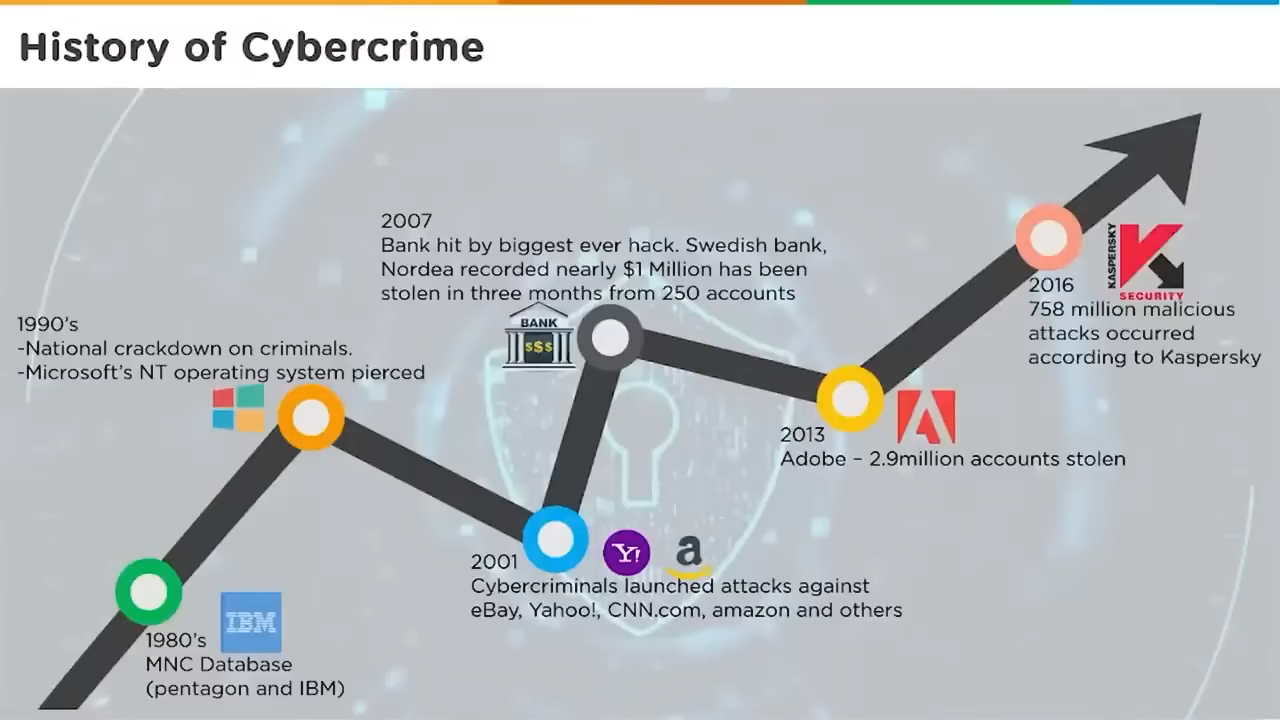 History of Cybercrime
1980's
MNC Database
(pentagon and IBM)
IBM
1990's
-National crackdown on criminals.
-Microsoft's NT operating system pierced
2001
Cybercriminals launched attacks against
eBay, Yahoo!, CNN.com, amazon and others
Y!
a
2007
Bank hit by biggest ever hack. Swedish bank,
Nordea recorded nearly $1 Million has been
stolen in three months from 250 accounts
BANK
$$$
2013
Adobe – 2.9million accounts stolen
2016
758 million malicious
attacks occurred
according to Kaspersky
KASPERSKY
SECURITY